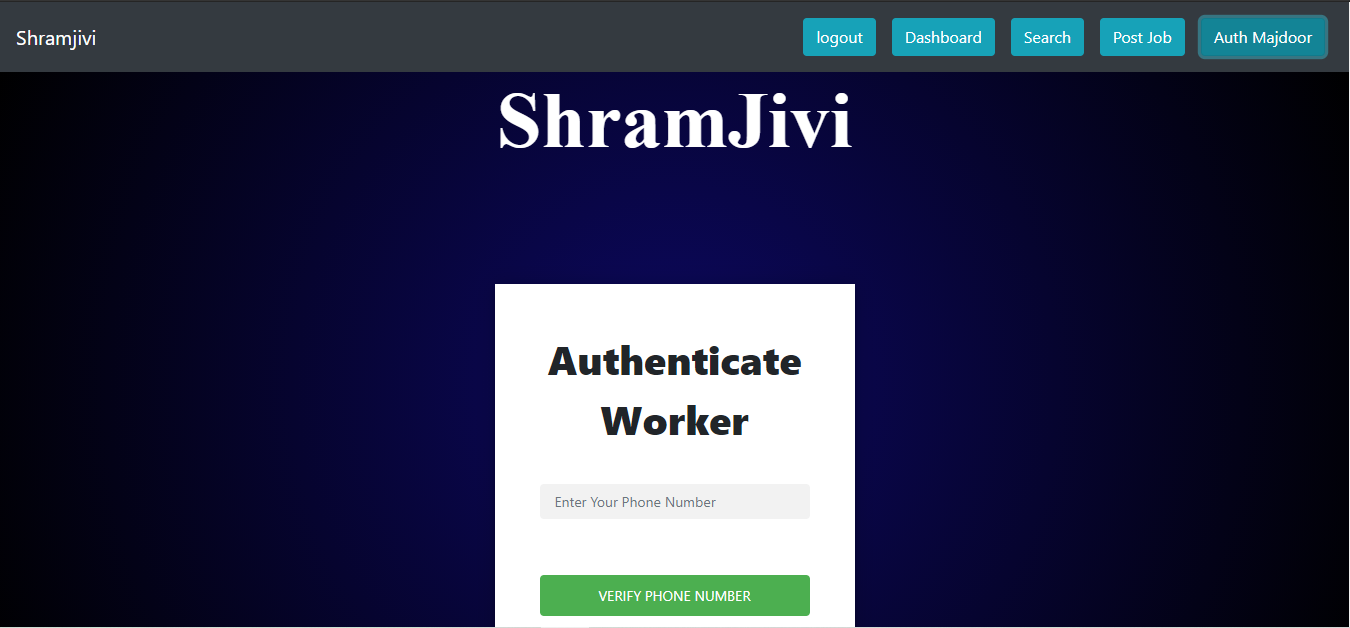 Shramjivi
logout
Dashboard
Search
Post Job
Auth Majdoor
ShramJivi
Authenticate
Worker
Enter Your Phone Number
VERIFY PHONE NUMBER